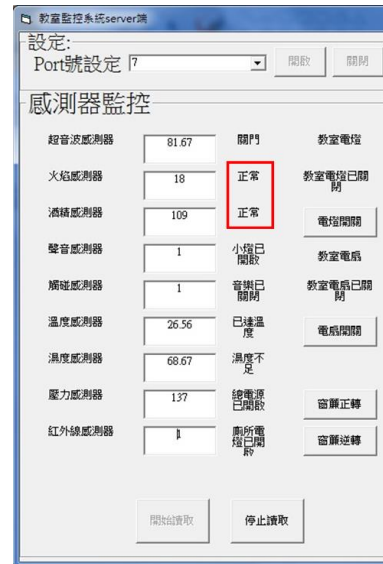 教室監控系統server端
設定:
Port號設定 7 開啟 關閉
感測器監控
超音波感測器 81.67 關門 教室電燈
火焰感測器 18 正常 教室電燈已關
閉
酒精感測器 109 正常 電燈開關
聲音感測器 1 小燈已
開啟 教室電扇
觸碰感測器 1 音樂已
關閉 教室電扇已關
閉
溫度感測器 26.56 已達溫
度 電扇開關
濕度感測器 68.67 濕度不
足
壓力感測器 137 總電源
已開啟 窗簾正轉
紅外線感測器 1 廁所電
燈已開
啟 窗簾逆轉
開始讀取 停止讀取